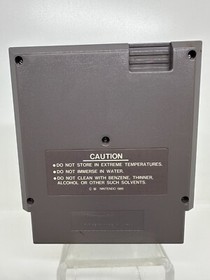 CAUTION
•DO NOT STORE IN EXTREME TEMPERATURES.
•DO NOT IMMERSE IN WATER.
•DO NOT CLEAN WITH BENZENE, THINNER,
ALCOHOL OR OTHER SUCH SOLVENTS.
NINTENDO